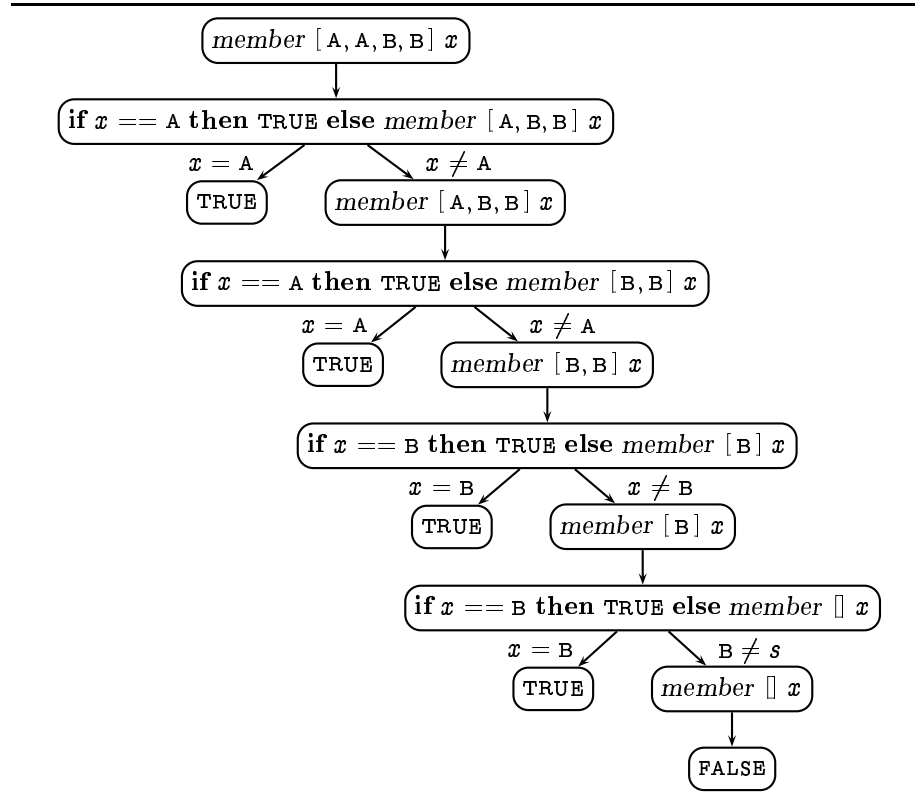 member [ A, A, B, B ] x
if x == A then TRUE else member [ A, B, B ] x
x = A x ≠ A
TRUE member [ A, B, B ] x
if x == A then TRUE else member [ B, B ] x
x = A x ≠ A
TRUE member [ B, B ] x
if x == B then TRUE else member [ B ] x
x = B x ≠ B
TRUE member [ B ] x
if x == B then TRUE else member [] x
x = B B ≠ s
TRUE member [] x
FALSE